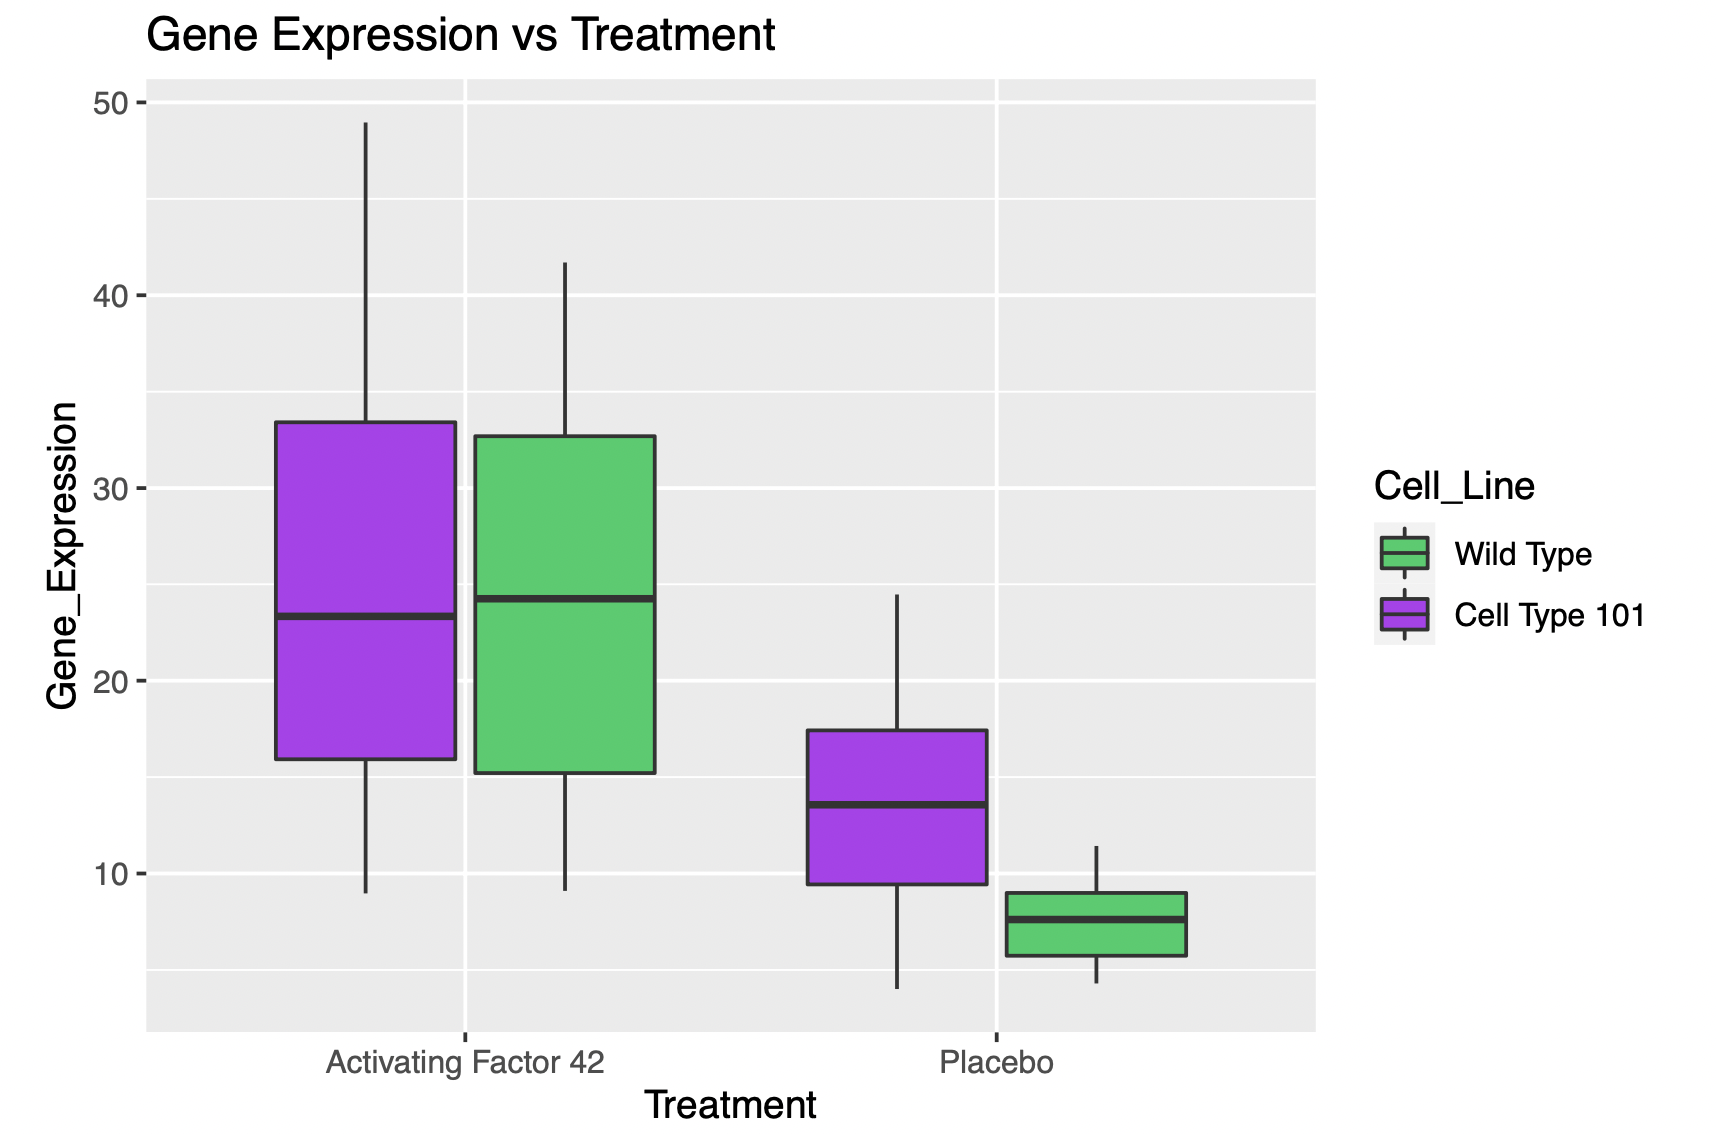 Gene Expression vs Treatment
50
40
30
20
10
Gene_Expression
Activating Factor 42
Placebo
Treatment
Cell_Line
Wild Type
Cell Type 101